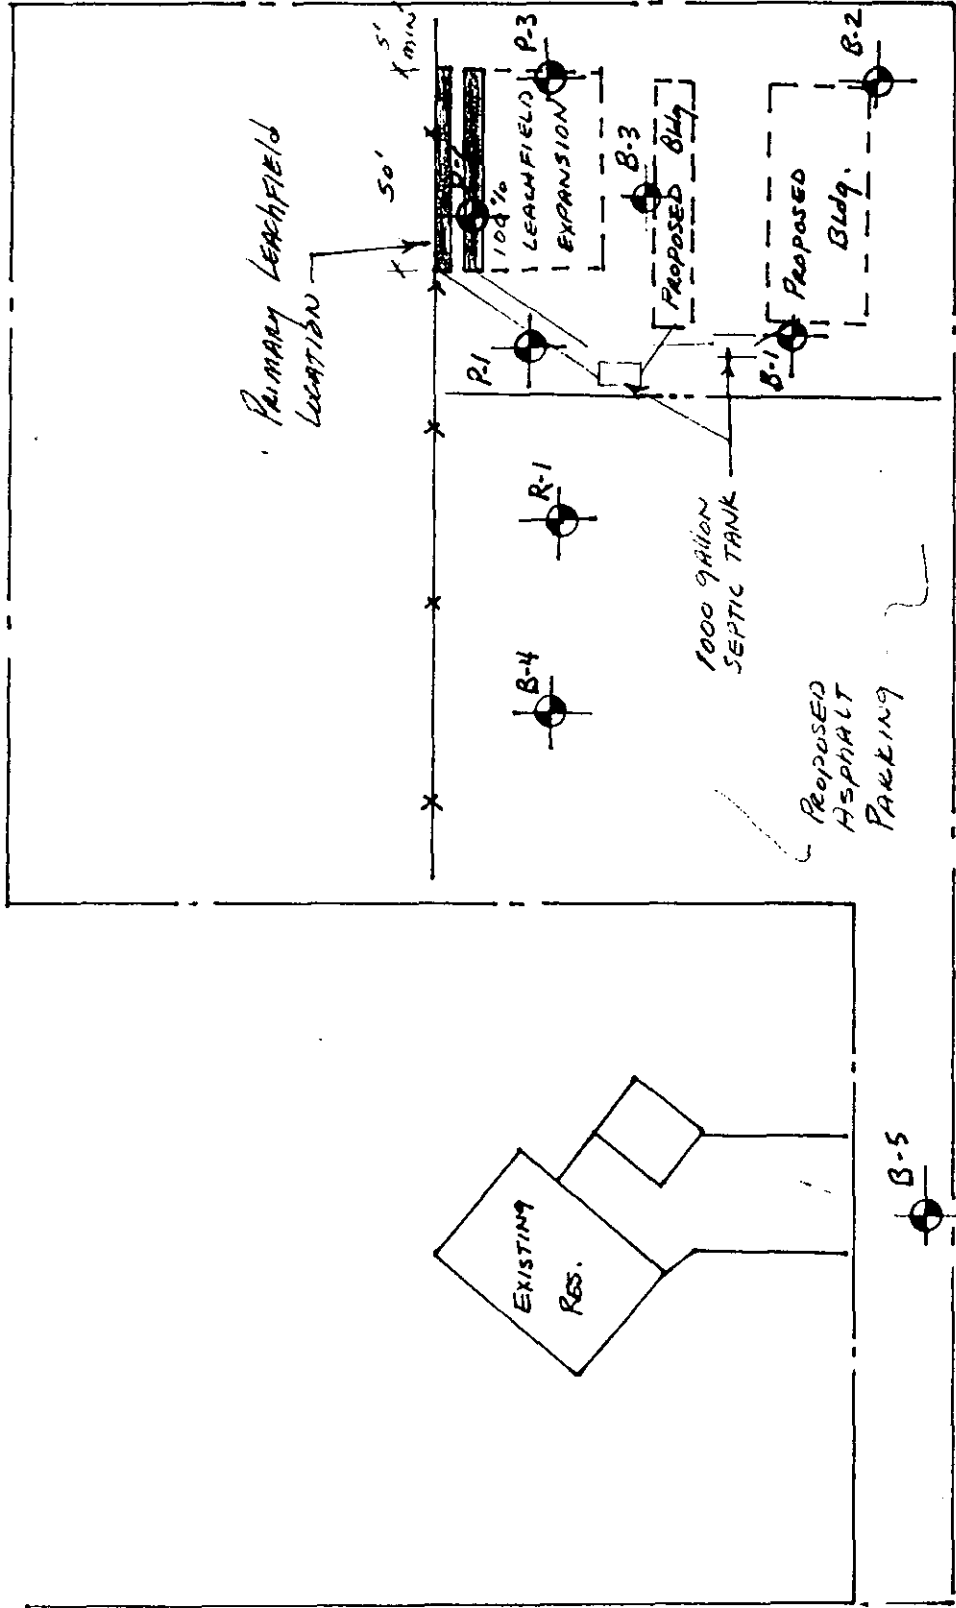 PRIMARY LEACHFIELD
LOCATION
50'
5'
min
P-3
100%
LEACHFIELD
EXPANSION
P-1
B-3
PROPOSED Bldg
B-2
PROPOSED
Bldg.
B-1
R-1
B-4
1000 gallon
SEPTIC TANK
PROPOSED
ASPHALT
PARKING
EXISTING
RES.
B-5